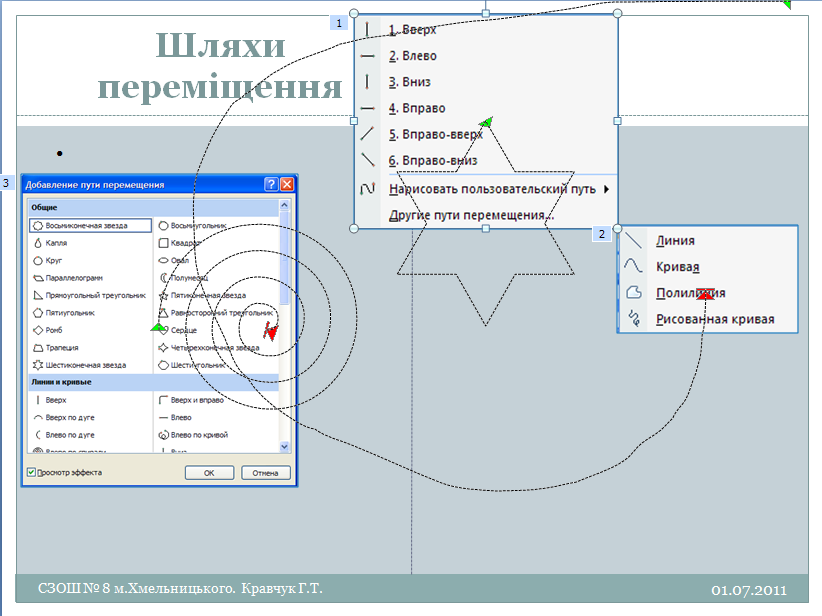 Шляхи
переміщення
1
1. Вверх
2. Влево
3. Вниз
4. Вправо
5. Вправо-вверх
6. Вправо-вниз
Нарисовать пользовательский путь
Другие пути перемещения...
2
Линия
Кривая
Полилиния
Рисованная кривая
3
Добавление пути перемещения
Общие
Восьмиконечная звезда
Восьмиугольник
Капля
Квадрат
Круг
Овал
Параллелограмм
Полумесяц
Прямоугольный треугольник
Пятиконечная звезда
Пятиугольник
Равносторонний треугольник
Ромб
Сердце
Трапеция
Четырехконечная звезда
Шестиконечная звезда
Шестиугольник
Линии и кривые
Вверх
Вверх и вправо
Вверх по дуге
Влево
Влево по дуге
Влево по кривой
Просмотр эффекта
ОК
Отмена
СЗОШ № 8 м.Хмельницького. Кравчук Г.Т.
01.07.2011